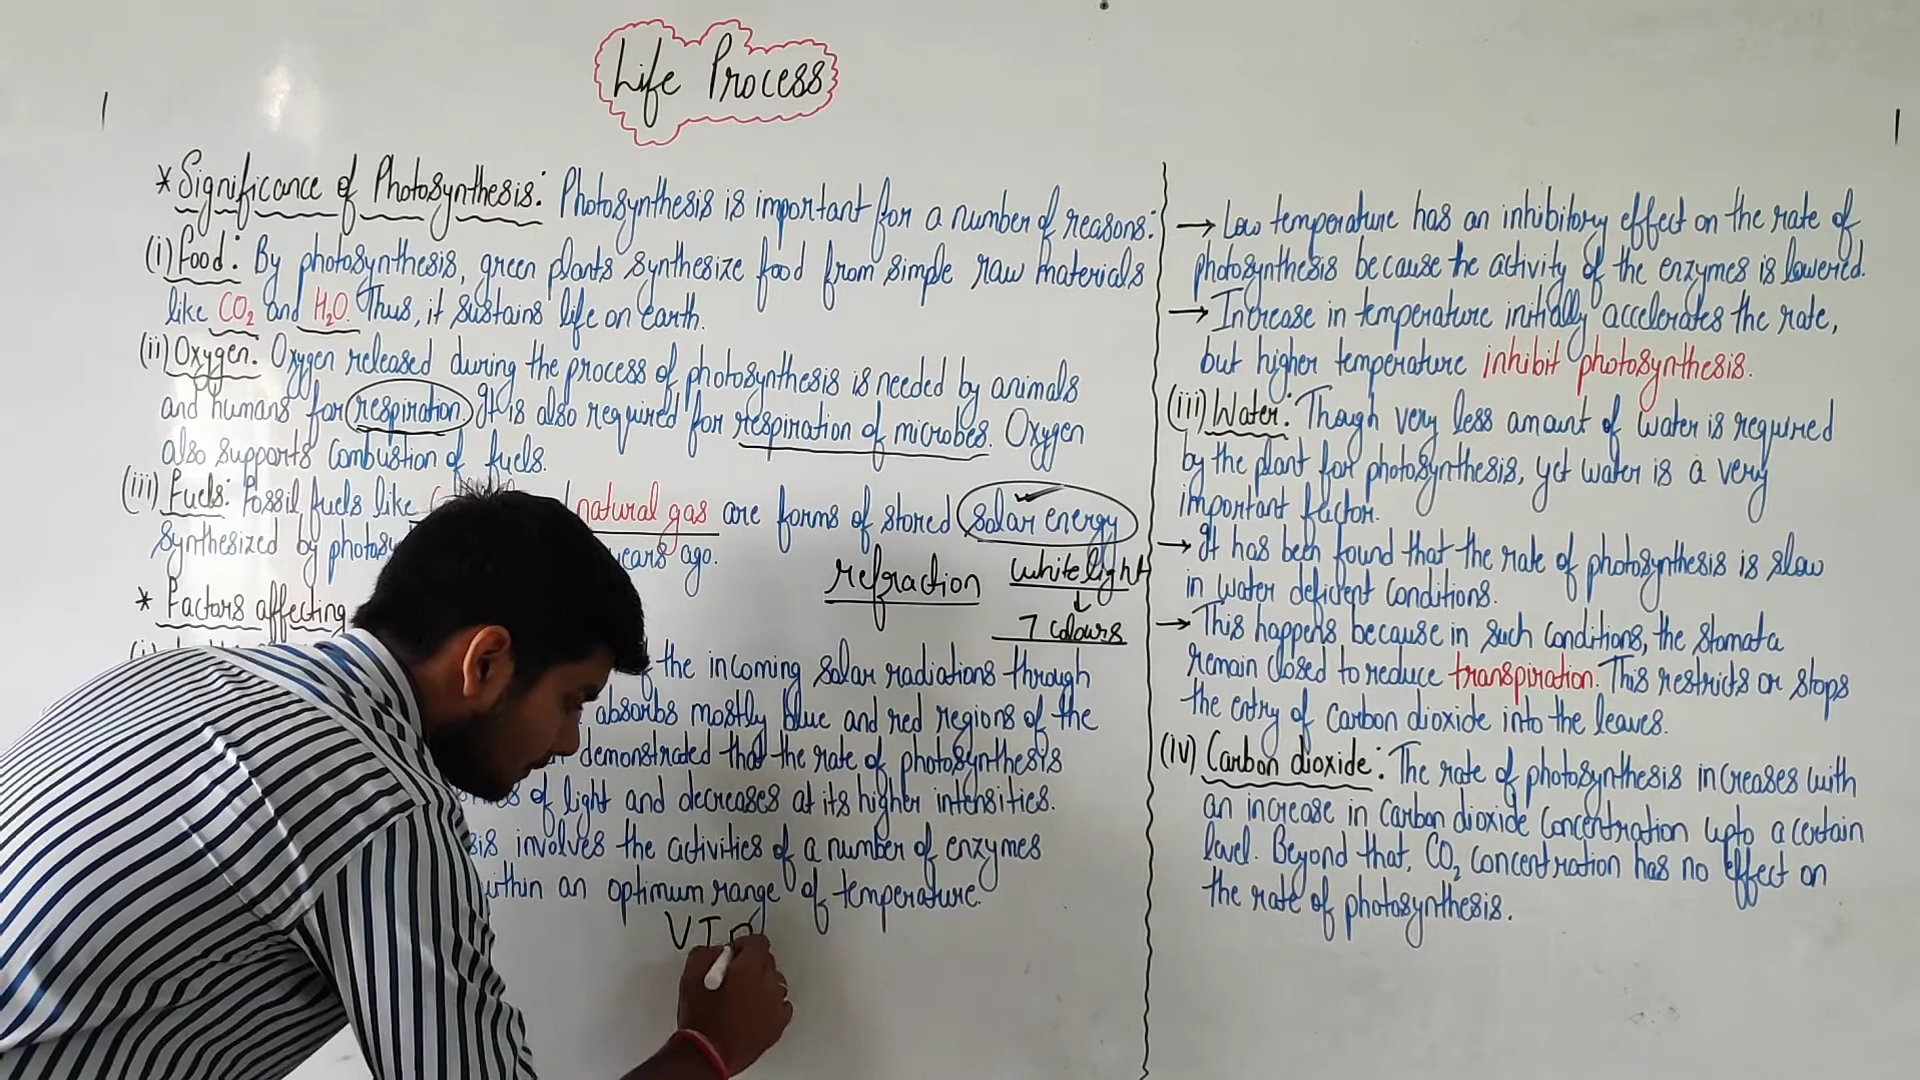 Life Process
* Significance of Photosynthesis: Photosynthesis is important for a number of reasons:
(i) Food: By photosynthesis, green plants synthesize food from simple raw materials
like CO₂ and H₂O. Thus, it sustains life on earth.
(ii) Oxygen. Oxygen released during the process of photosynthesis is needed by animals
and humans for respiration. It is also required for respiration of microbes. Oxygen
also supports combustion of fuels.
(iii) Fuels: Fossil fuels like natural gas are forms of stored solar energy
synthesized by years ago.
refraction
white light
↓
7 colours
* Factors affecting
the incoming solar radiations through
absorbs mostly blue and red regions of the
demonstrated that the rate of photosynthesis
of light and decreases at its higher intensities.
involves the activities of a number of enzymes
within an optimum range of temperature.
VI
→ Low temperature has an inhibitory effect on the rate of
photosynthesis because the activity of the enzymes is lowered.
→ Increase in temperature initially accelerates the rate,
but higher temperature inhibit photosynthesis.
(iii) Water: Though very less amount of water is required
by the plant for photosynthesis, yet water is a very
important factor.
→ It has been found that the rate of photosynthesis is slow
in water deficient conditions.
→ This happens because in such conditions, the stomata
remain closed to reduce transpiration. This restricts or stops
the entry of carbon dioxide into the leaves.
(iv) Carbon dioxide: The rate of photosynthesis increases with
an increase in carbon dioxide concentration upto a certain
level. Beyond that, CO₂ concentration has no effect on
the rate of photosynthesis.